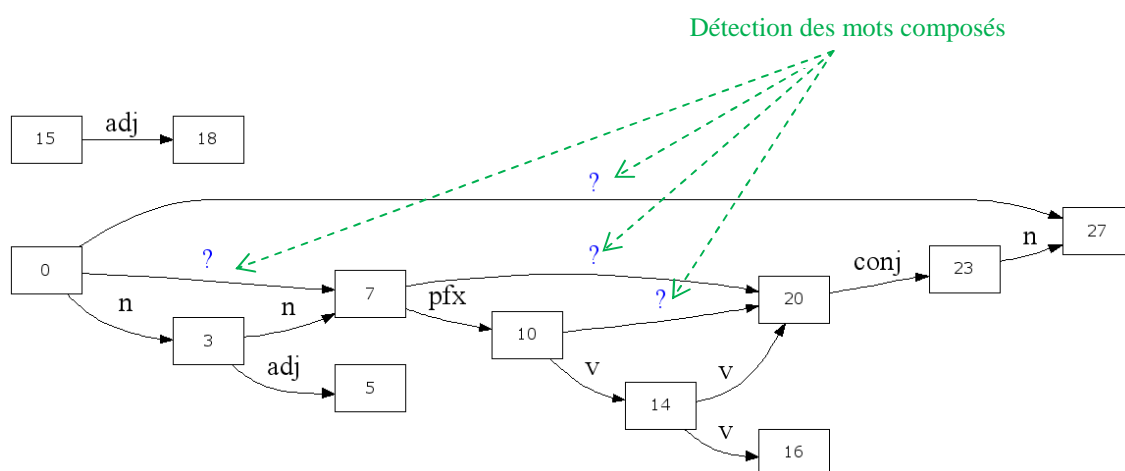 Détection des mots composés
15 adj 18
?
0 ? 7 ? 20 conj 23 n 27
n 3 n pfx 10 ?
adj 5 v 14 v
v 16